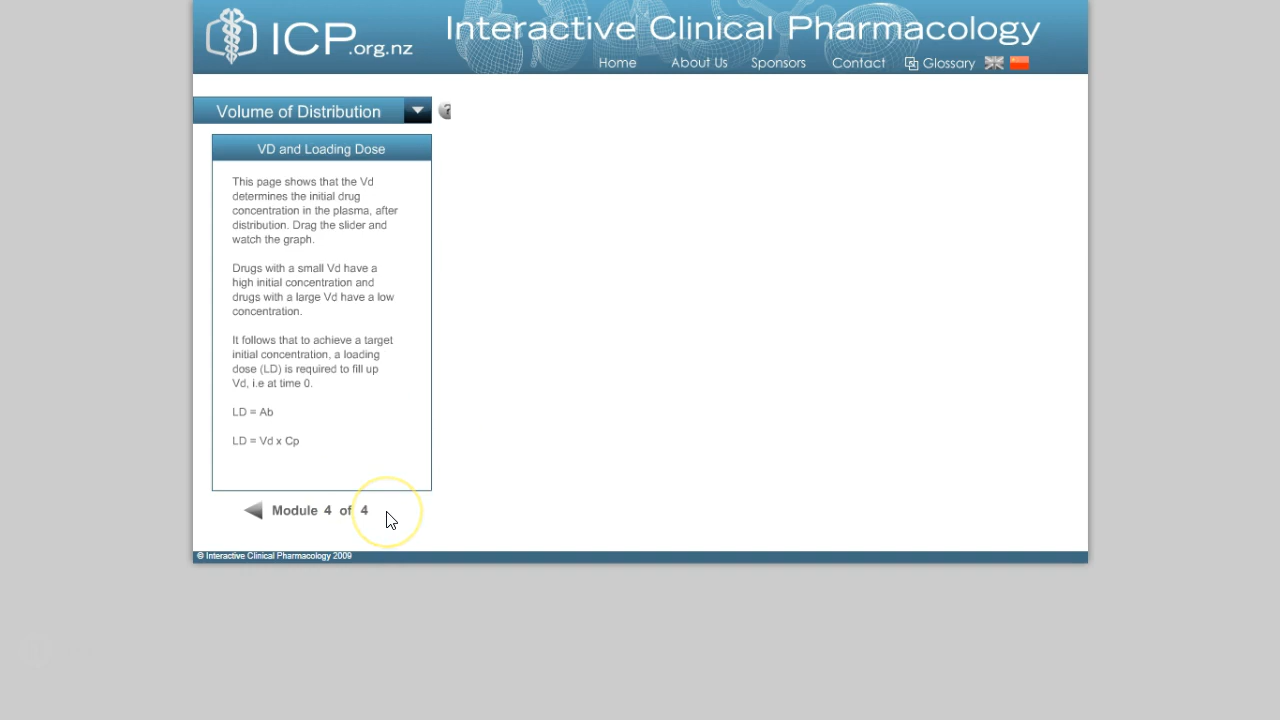 ICP.org.nz
Interactive Clinical Pharmacology
Home About Us Sponsors Contact Glossary
Volume of Distribution
?
VD and Loading Dose
This page shows that the Vd
determines the initial drug
concentration in the plasma, after
distribution. Drag the slider and
watch the graph.
Drugs with a small Vd have a
high initial concentration and
drugs with a large Vd have a low
concentration.
It follows that to achieve a target
initial concentration, a loading
dose (LD) is required to fill up
Vd, i.e at time 0.
LD = Ab
LD = Vd x Cp
Module 4 of 4
© Interactive Clinical Pharmacology 2009